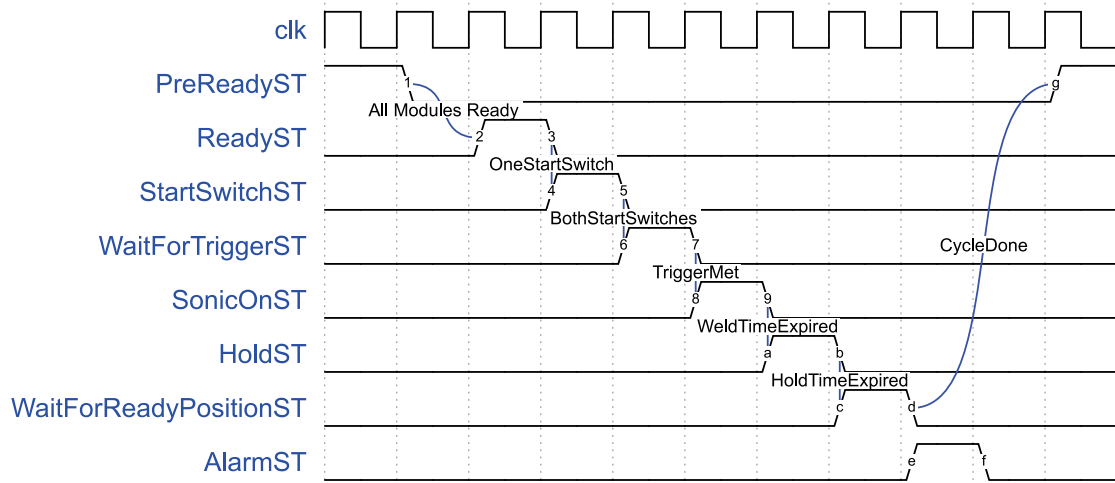 clk
PreReadyST
1
g
All Modules Ready
ReadyST
2
3
OneStartSwitch
StartSwitchST
4
5
BothStartSwitches
WaitForTriggerST
6
7
CycleDone
TriggerMet
SonicOnST
8
9
WeldTimeExpired
HoldST
a
b
HoldTimeExpired
WaitForReadyPositionST
c
d
AlarmST
e
f